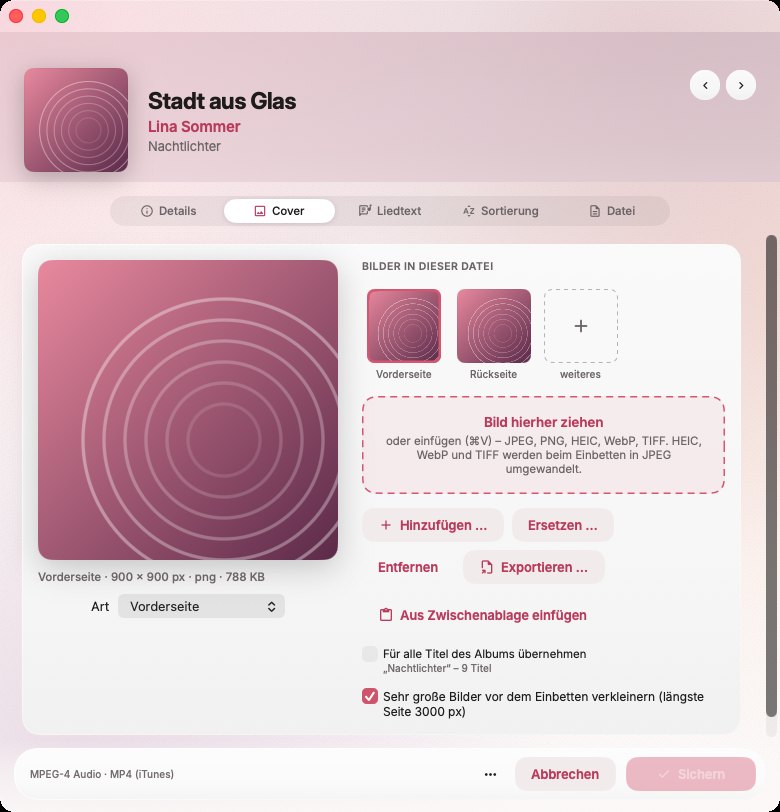 Stadt aus Glas
Lina Sommer
Nachtlichter
Details
Cover
Liedtext
Sortierung
Datei
BILDER IN DIESER DATEI
Vorderseite
Rückseite
weiteres
Bild hierher ziehen
oder einfügen (⌘V) – JPEG, PNG, HEIC, WebP, TIFF. HEIC,
WebP und TIFF werden beim Einbetten in JPEG
umgewandelt.
Hinzufügen ...
Ersetzen ...
Entfernen
Exportieren ...
Aus Zwischenablage einfügen
Vorderseite · 900 × 900 px · png · 788 KB
Art
Vorderseite
Für alle Titel des Albums übernehmen
„Nachtlichter“ – 9 Titel
Sehr große Bilder vor dem Einbetten verkleinern (längste
Seite 3000 px)
MPEG-4 Audio · MP4 (iTunes)
Abbrechen
Sichern